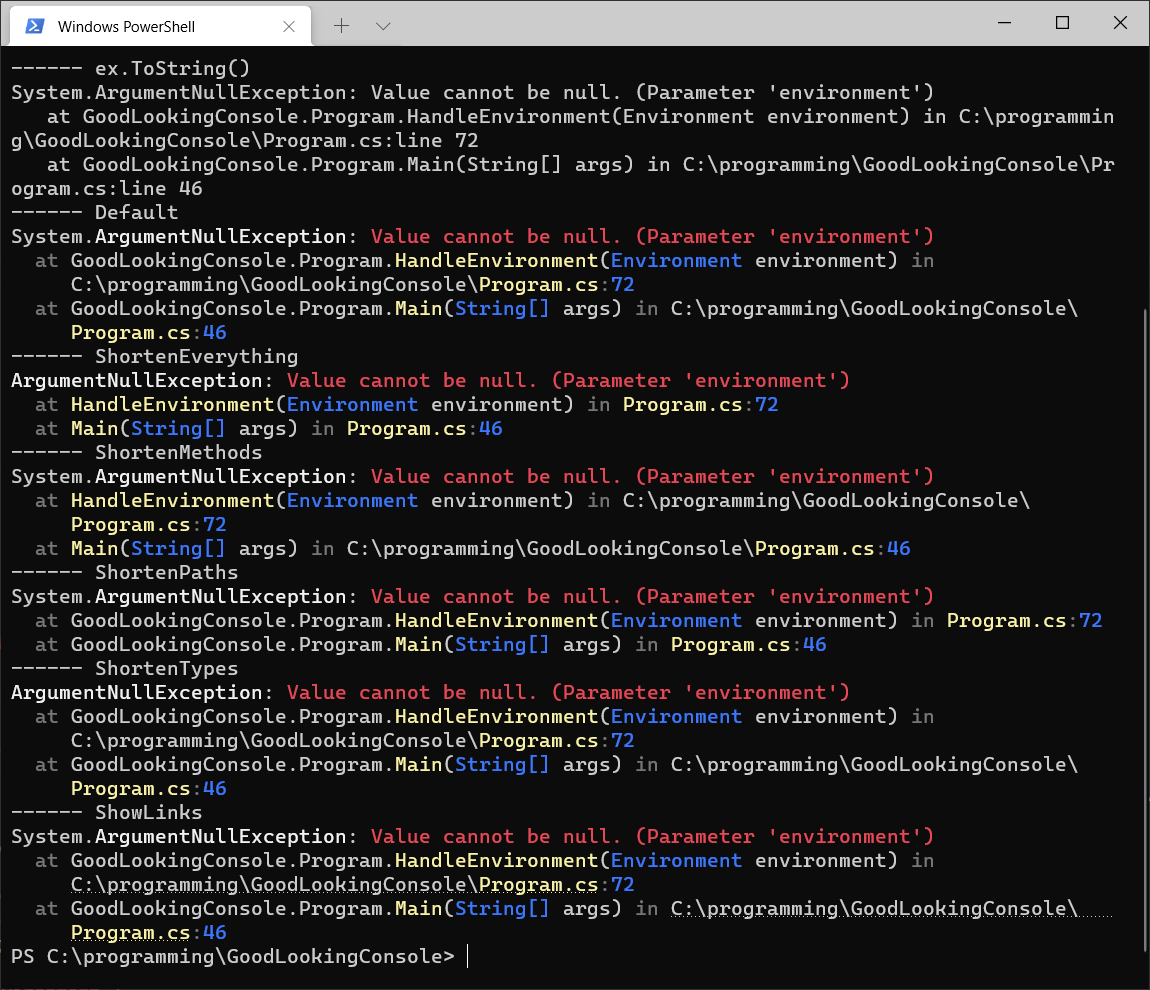 Windows PowerShell
------ ex.ToString()
System.ArgumentNullException: Value cannot be null. (Parameter 'environment')
   at GoodLookingConsole.Program.HandleEnvironment(Environment environment) in C:\programmin
g\GoodLookingConsole\Program.cs:line 72
   at GoodLookingConsole.Program.Main(String[] args) in C:\programming\GoodLookingConsole\Pr
ogram.cs:line 46
------ Default
System.ArgumentNullException: Value cannot be null. (Parameter 'environment')
  at GoodLookingConsole.Program.HandleEnvironment(Environment environment) in
     C:\programming\GoodLookingConsole\Program.cs:72
  at GoodLookingConsole.Program.Main(String[] args) in C:\programming\GoodLookingConsole\
     Program.cs:46
------ ShortenEverything
ArgumentNullException: Value cannot be null. (Parameter 'environment')
  at HandleEnvironment(Environment environment) in Program.cs:72
  at Main(String[] args) in Program.cs:46
------ ShortenMethods
System.ArgumentNullException: Value cannot be null. (Parameter 'environment')
  at HandleEnvironment(Environment environment) in C:\programming\GoodLookingConsole\
     Program.cs:72
  at Main(String[] args) in C:\programming\GoodLookingConsole\Program.cs:46
------ ShortenPaths
System.ArgumentNullException: Value cannot be null. (Parameter 'environment')
  at GoodLookingConsole.Program.HandleEnvironment(Environment environment) in Program.cs:72
  at GoodLookingConsole.Program.Main(String[] args) in Program.cs:46
------ ShortenTypes
ArgumentNullException: Value cannot be null. (Parameter 'environment')
  at GoodLookingConsole.Program.HandleEnvironment(Environment environment) in
     C:\programming\GoodLookingConsole\Program.cs:72
  at GoodLookingConsole.Program.Main(String[] args) in C:\programming\GoodLookingConsole\
     Program.cs:46
------ ShowLinks
System.ArgumentNullException: Value cannot be null. (Parameter 'environment')
  at GoodLookingConsole.Program.HandleEnvironment(Environment environment) in
     C:\programming\GoodLookingConsole\Program.cs:72
  at GoodLookingConsole.Program.Main(String[] args) in C:\programming\GoodLookingConsole\
     Program.cs:46
PS C:\programming\GoodLookingConsole>